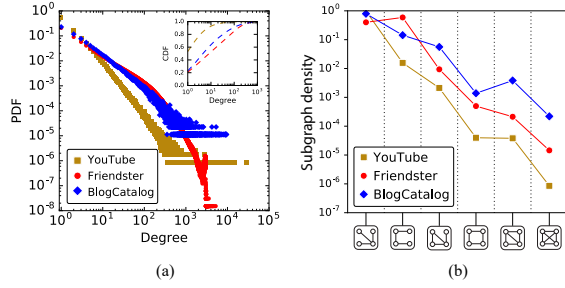 (a)
10^0
10^-1
10^-2
10^-3
10^-4
10^-5
10^-6
10^-7
10^-8
PDF
10^0 10^1 10^2 10^3 10^4 10^5
Degree
YouTube
Friendster
BlogCatalog
1.0
0.8
0.6
0.4
0.2
0.0
CDF
10^0 10^1 10^2 10^3
Degree
(a)
10^0
10^-1
10^-2
10^-3
10^-4
10^-5
10^-6
10^-7
Subgraph density
YouTube
Friendster
BlogCatalog
(b)